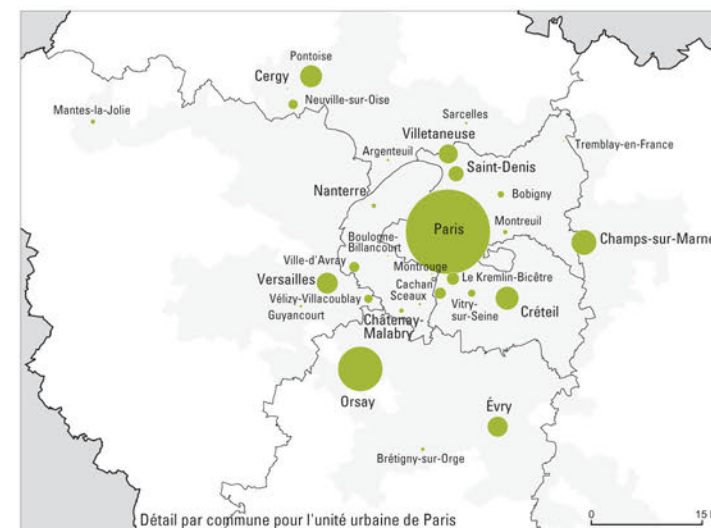 Pontoise
Cergy
Neuville-sur-Oise
Mantes-la-Jolie
Sarcelles
Villetaneuse
Argenteuil
Tremblay-en-France
Saint-Denis
Nanterre
Bobigny
Paris
Montreuil
Boulogne-
Billancourt
Champs-sur-Marne
Ville-d'Avray
Montrouge
Le Kremlin-Bicêtre
Versailles
Cachan
Vélizy-Villacoublay
Sceaux
Vitry-
sur-Seine
Créteil
Guyancourt
Châtenay-
Malabry
Orsay
Évry
Brétigny-sur-Orge
Détail par commune pour l'unité urbaine de Paris
0 15